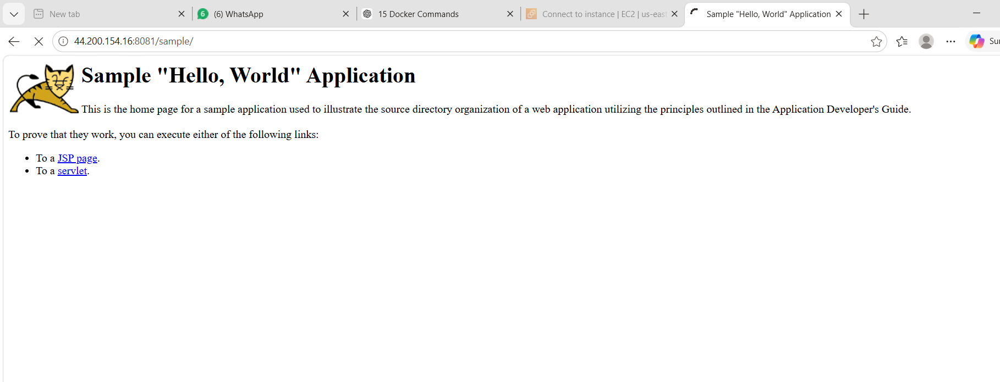 New tab
(6) WhatsApp
15 Docker Commands
Connect to instance | EC2 | us-east
Sample "Hello, World" Application
44.200.154.16:8081/sample/
Sample "Hello, World" Application
This is the home page for a sample application used to illustrate the source directory organization of a web application utilizing the principles outlined in the Application Developer's Guide.
To prove that they work, you can execute either of the following links:
• To a JSP page.
• To a servlet.